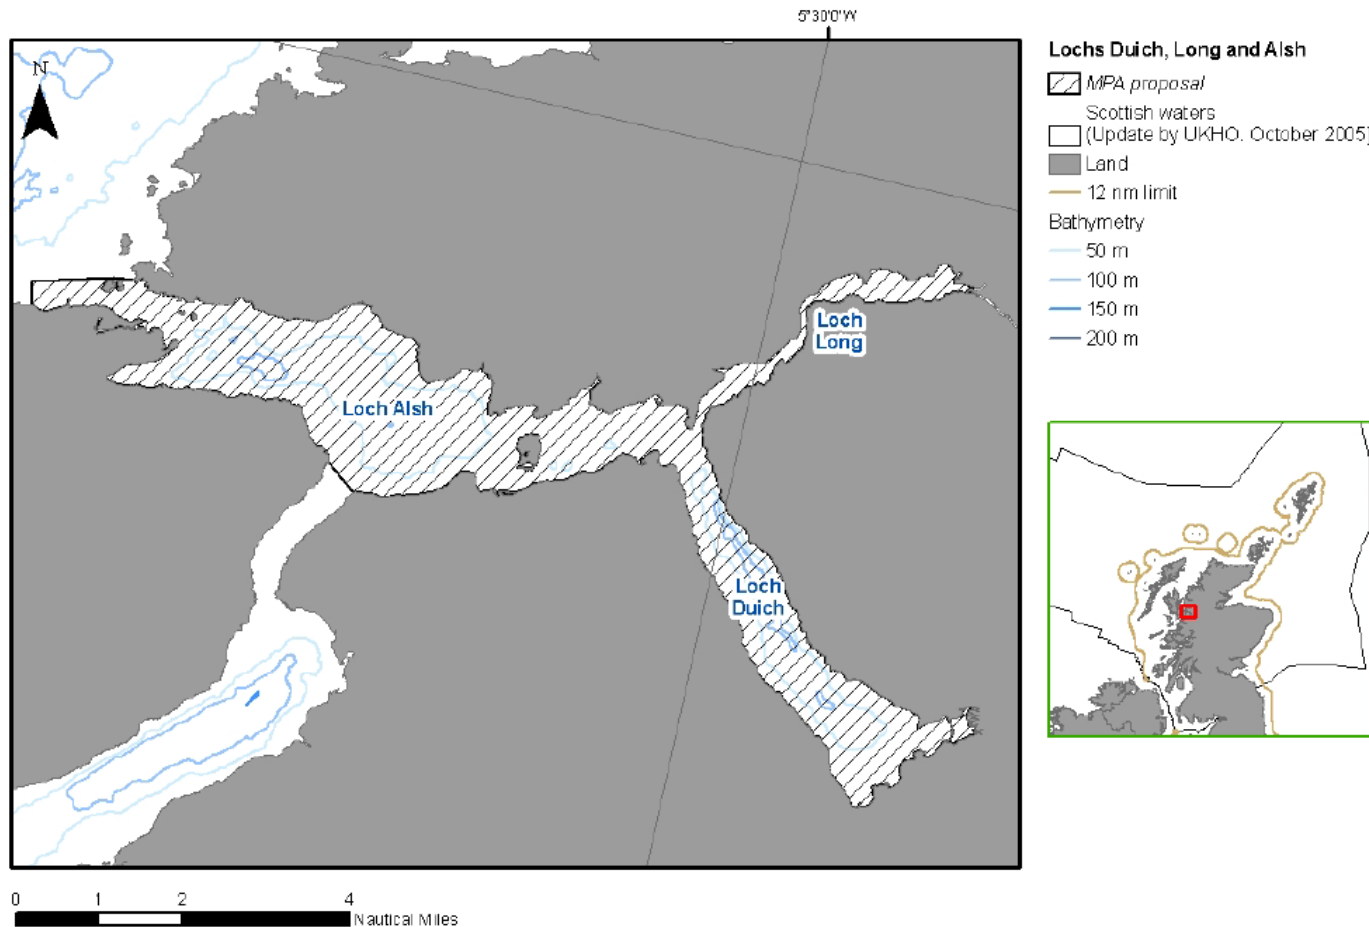 5°30'0"W
N
Loch
Long
Loch Alsh
Loch
Duich
0 1 2 4
Nautical Miles
Lochs Duich, Long and Alsh
MPA proposal
Scottish waters
(Update by UKHO. October 2005)
Land
12 nm limit
Bathymetry
50 m
100 m
150 m
200 m